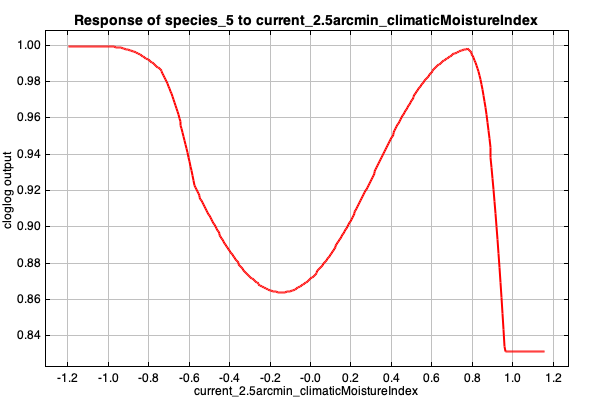 Response of species_5 to current_2.5arcmin_climaticMoistureIndex
cloglog output
1.00
0.98
0.96
0.94
0.92
0.90
0.88
0.86
0.84
-1.2 -1.0 -0.8 -0.6 -0.4 -0.2 -0.0 0.2 0.4 0.6 0.8 1.0 1.2
current_2.5arcmin_climaticMoistureIndex